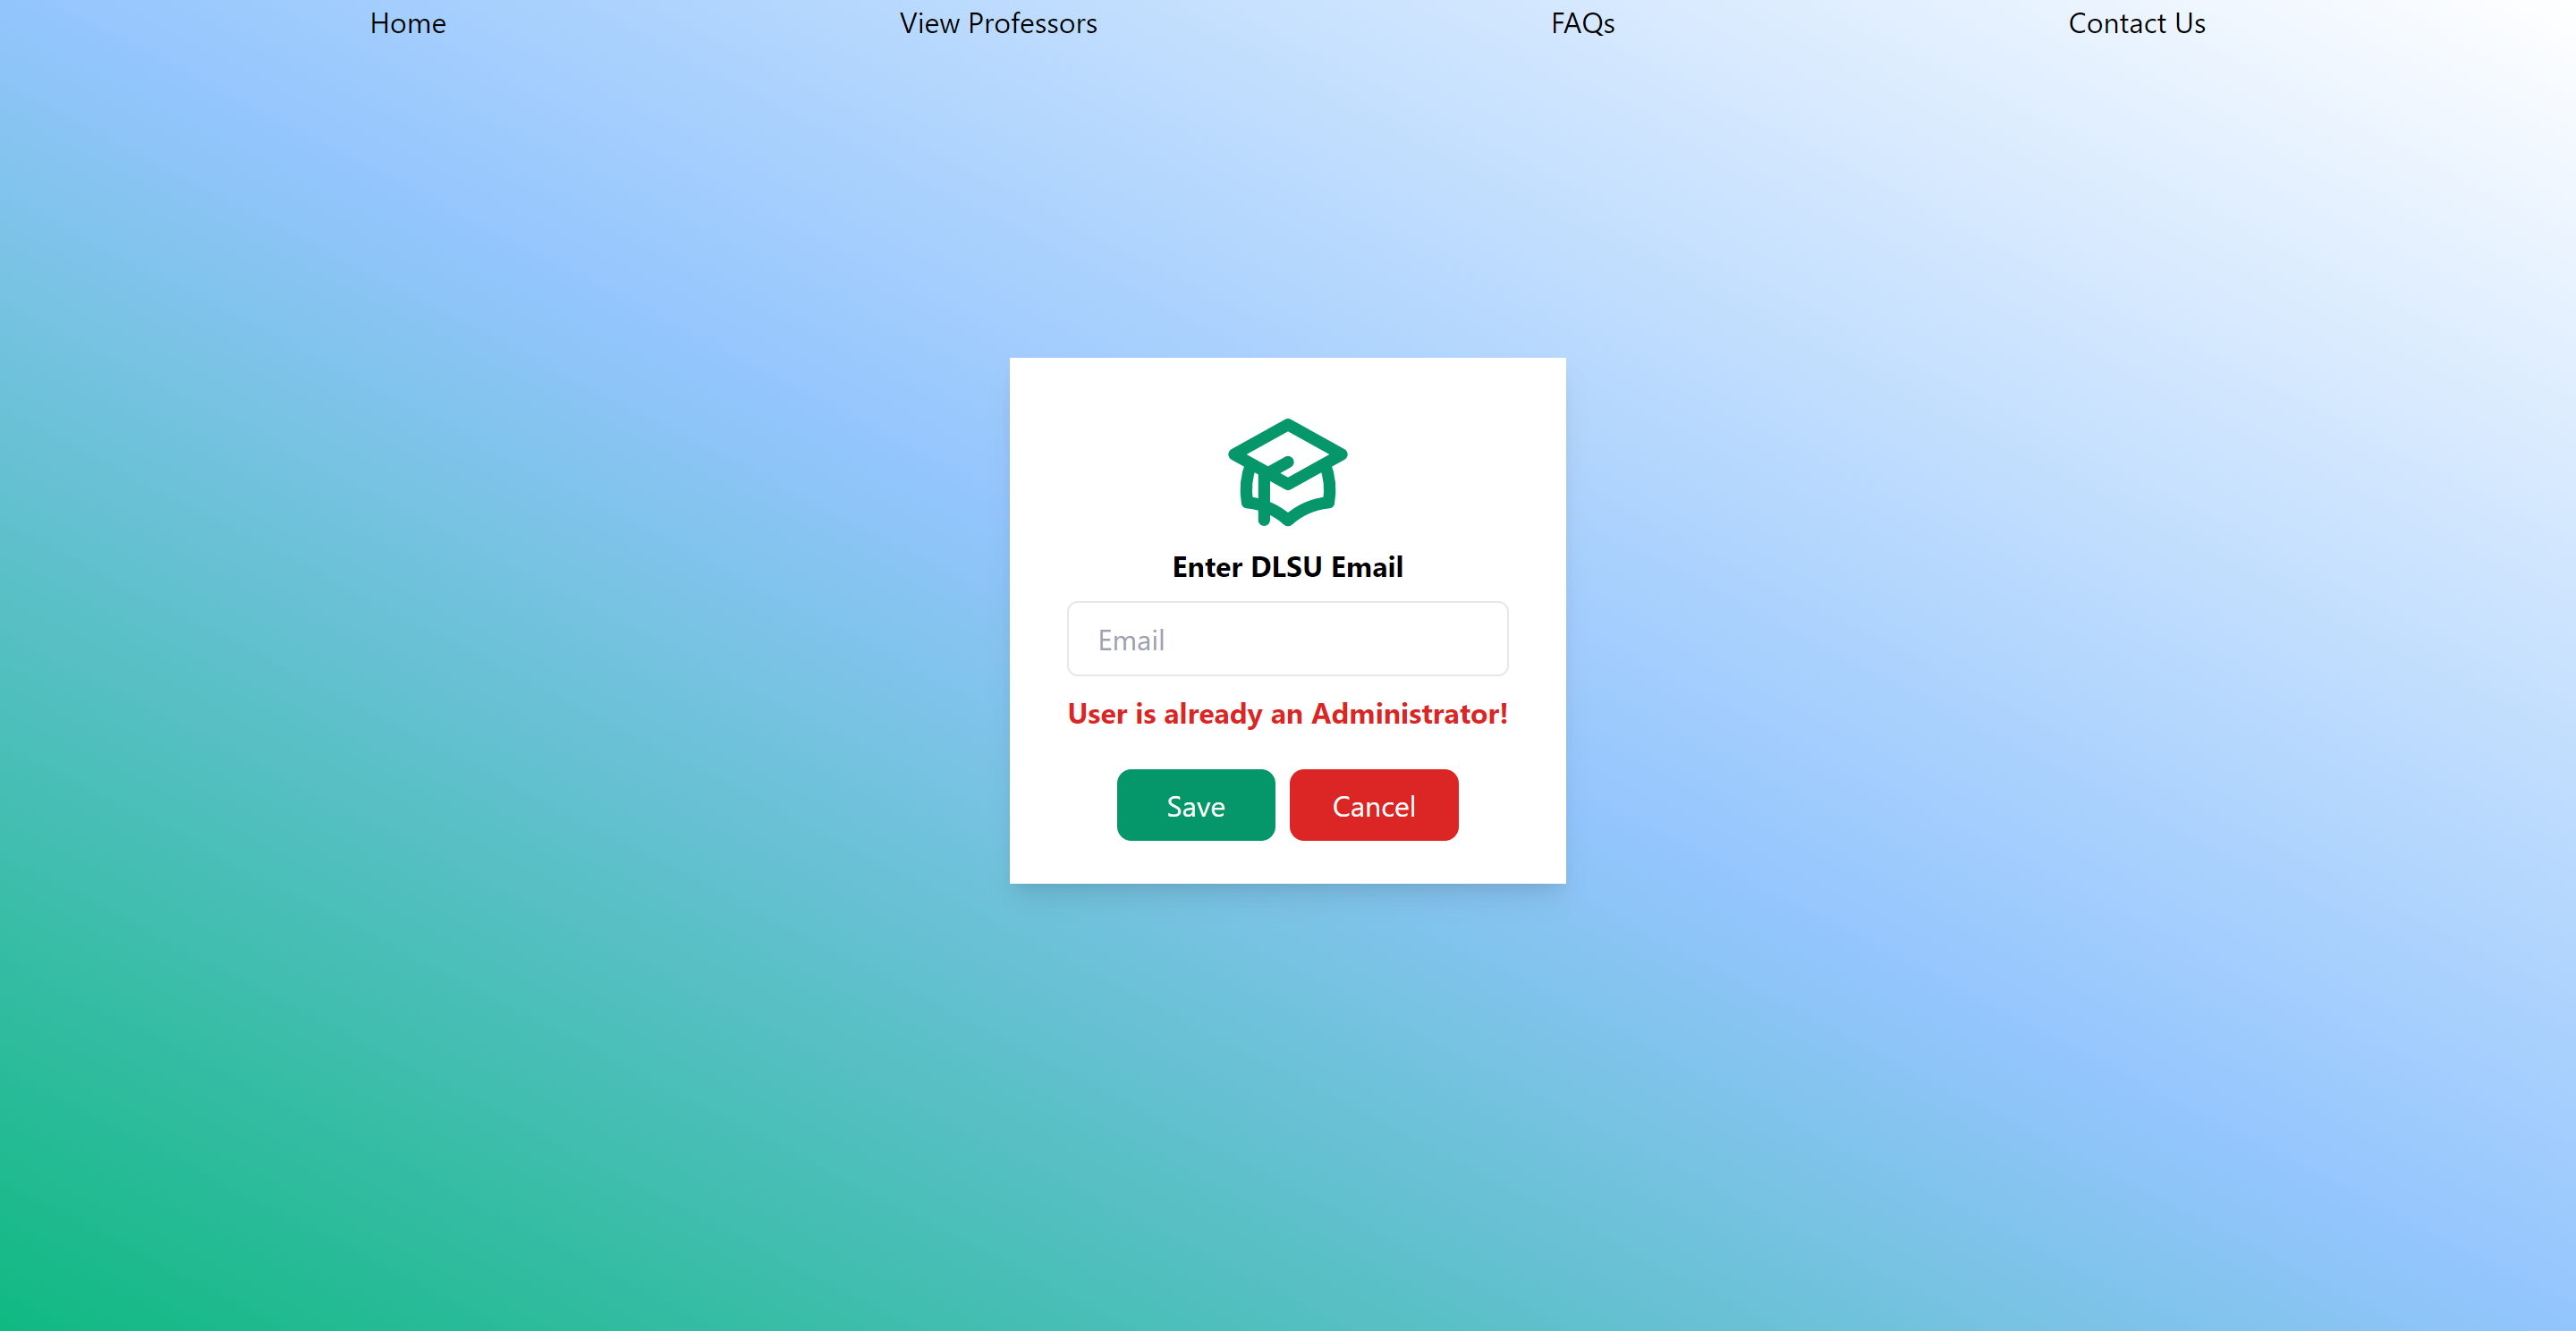 Home View Professors FAQs Contact Us
Enter DLSU Email
Email
User is already an Administrator!
Save Cancel